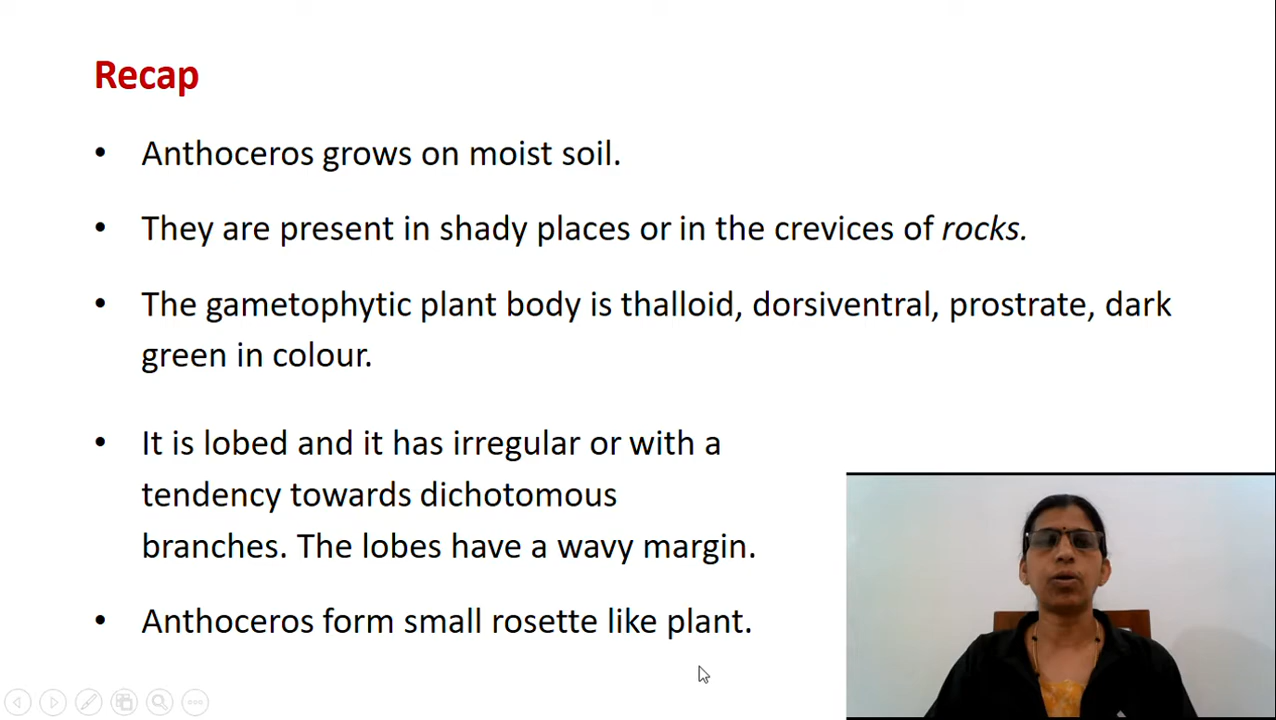 Recap
• Anthoceros grows on moist soil.
• They are present in shady places or in the crevices of rocks.
• The gametophytic plant body is thalloid, dorsiventral, prostrate, dark
green in colour.
• It is lobed and it has irregular or with a
tendency towards dichotomous
branches. The lobes have a wavy margin.
• Anthoceros form small rosette like plant.